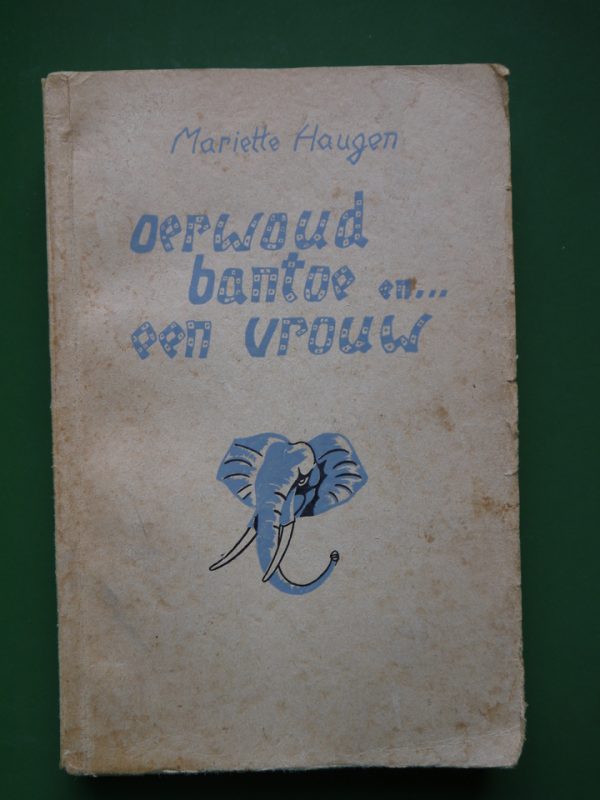 Mariette Haugen
oerwoud
bantoe en...
een vrouw